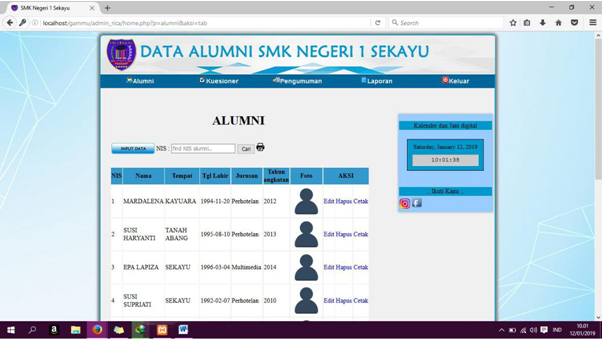 SMK Negeri 1 Sekayu
localhost/gammu/admin_rica/home.php?p=alumni&aksi=tab
Search
DATA ALUMNI SMK NEGERI 1 SEKAYU
Alumni Kuesioner Pengumuman Laporan Keluar
ALUMNI
INPUT DATA NIS : find NIS alumni.. Cari
NIS Nama Tempat Tgl Lahir Jurusan Tahun angkatan Foto AKSI
1 MARDALENA KAYUARA 1994-11-20 Perhotelan 2012 Edit Hapus Cetak
2 SUSI HARYANTI TANAH ABANG 1995-08-10 Perhotelan 2013 Edit Hapus Cetak
3 EPA LAPIZA SEKAYU 1996-03-04 Multimedia 2014 Edit Hapus Cetak
4 SUSI SUPRIATI SEKAYU 1992-02-07 Perhotelan 2010 Edit Hapus Cetak
Kalender dan Jam digital
Saturday, January 12, 2019
10:01:38
.: Ikuti Kami :.
IND
10.01
12/01/2019